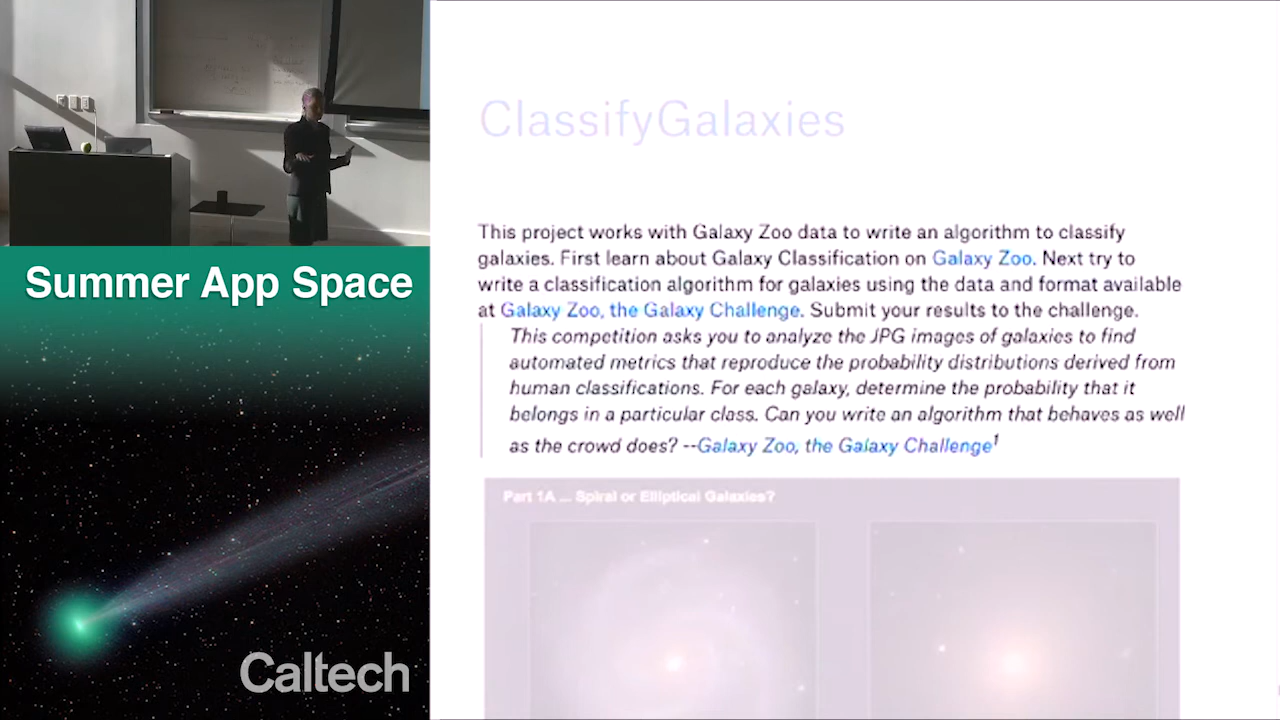 Summer App Space
Caltech
ClassifyGalaxies
This project works with Galaxy Zoo data to write an algorithm to classify
galaxies. First learn about Galaxy Classification on Galaxy Zoo. Next try to
write a classification algorithm for galaxies using the data and format available
at Galaxy Zoo, the Galaxy Challenge. Submit your results to the challenge.
This competition asks you to analyze the JPG images of galaxies to find
automated metrics that reproduce the probability distributions derived from
human classifications. For each galaxy, determine the probability that it
belongs in a particular class. Can you write an algorithm that behaves as well
as the crowd does? --Galaxy Zoo, the Galaxy Challenge1
Part 1A ... Spiral or Elliptical Galaxies?